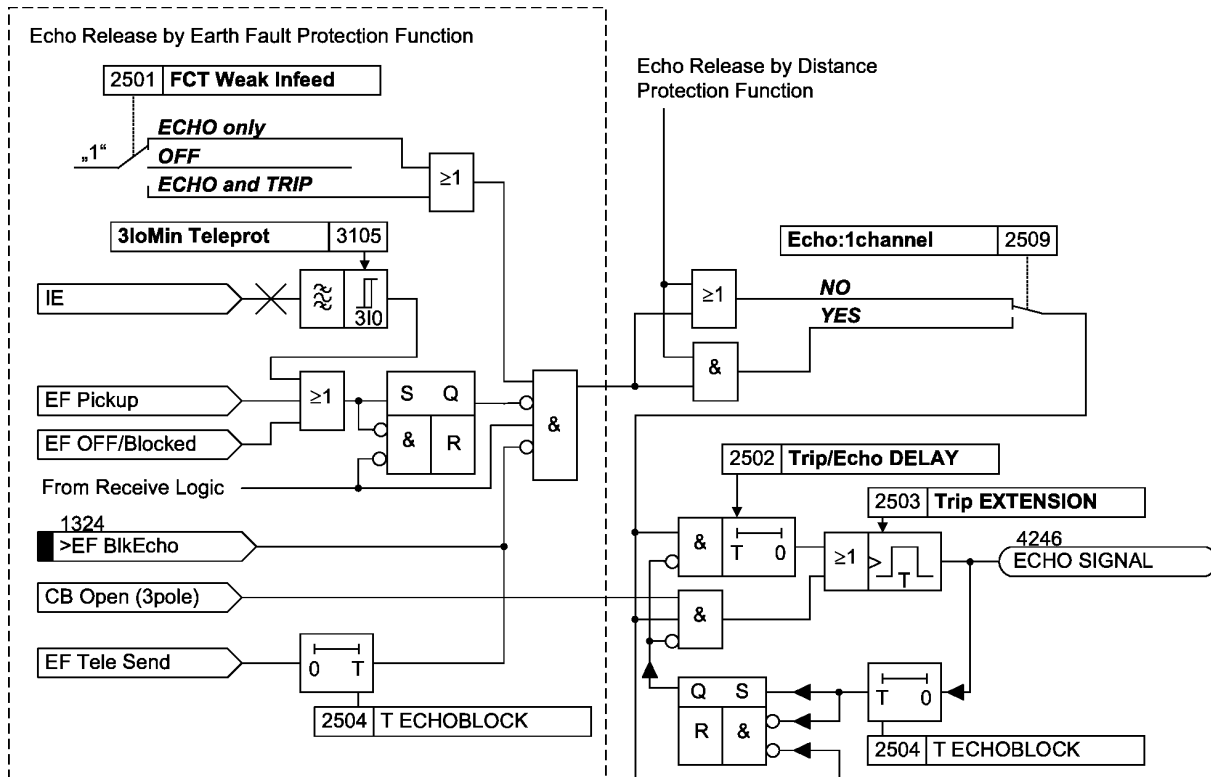 Echo Release by Earth Fault Protection Function
2501 FCT Weak Infeed
ECHO only
„1“
OFF
ECHO and TRIP
≥1
3IoMin Teleprot 3105
IE
3I0
EF Pickup
≥1
S Q
EF OFF/Blocked
& R
&
From Receive Logic
1324
>EF BlkEcho
CB Open (3pole)
EF Tele Send
0 T
2504 T ECHOBLOCK
Echo Release by Distance
Protection Function
Echo:1channel 2509
≥1
NO
YES
&
2502 Trip/Echo DELAY
2503 Trip EXTENSION
& T 0
≥1
T
4246
ECHO SIGNAL
&
Q S
R &
T 0
2504 T ECHOBLOCK